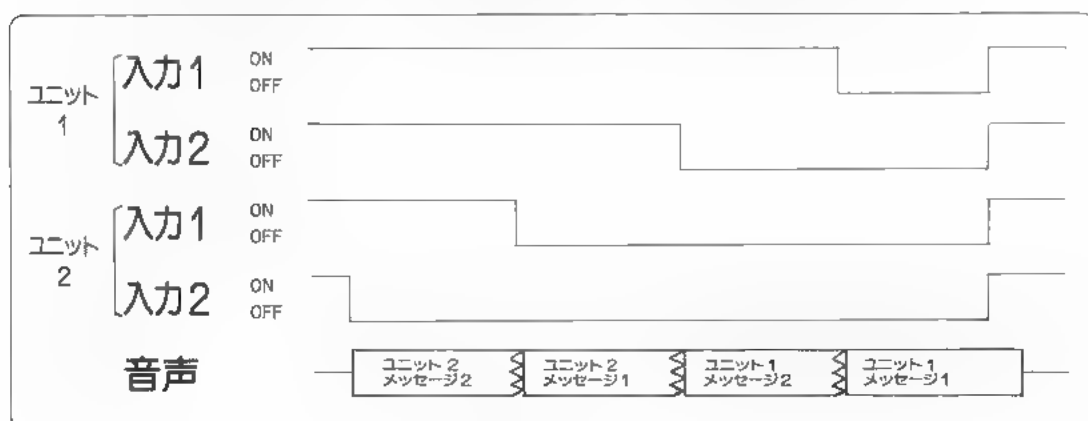 ユニット
1
入力1
ON
OFF
入力2
ON
OFF
ユニット
2
入力1
ON
OFF
入力2
ON
OFF
音声
ユニット2
メッセージ2
ユニット2
メッセージ1
ユニット1
メッセージ2
ユニット1
メッセージ1